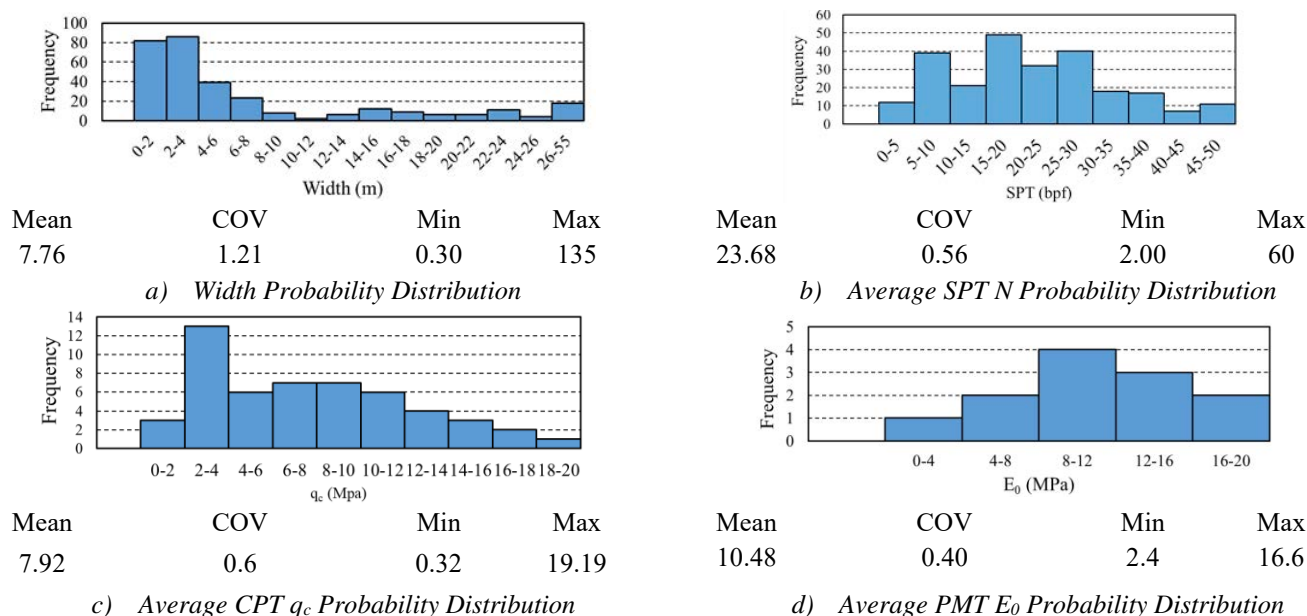 100
80
60
40
20
0
Frequency
0-2 2-4 4-6 6-8 8-10 10-12 12-14 14-16 16-18 18-20 20-22 22-24 24-26 26-55
Width (m)
Mean COV Min Max
7.76 1.21 0.30 135
a) Width Probability Distribution
60
50
40
30
20
10
0
Frequency
0-5 5-10 10-15 15-20 20-25 25-30 30-35 35-40 40-45 45-50
SPT (bpf)
Mean COV Min Max
23.68 0.56 2.00 60
b) Average SPT N Probability Distribution
14
12
10
8
6
4
2
0
Frequency
0-2 2-4 4-6 6-8 8-10 10-12 12-14 14-16 16-18 18-20
qc (Mpa)
Mean COV Min Max
7.92 0.6 0.32 19.19
c) Average CPT qc Probability Distribution
5
4
3
2
1
0
Frequency
0-4 4-8 8-12 12-16 16-20
E0 (MPa)
Mean COV Min Max
10.48 0.40 2.4 16.6
d) Average PMT E0 Probability Distribution